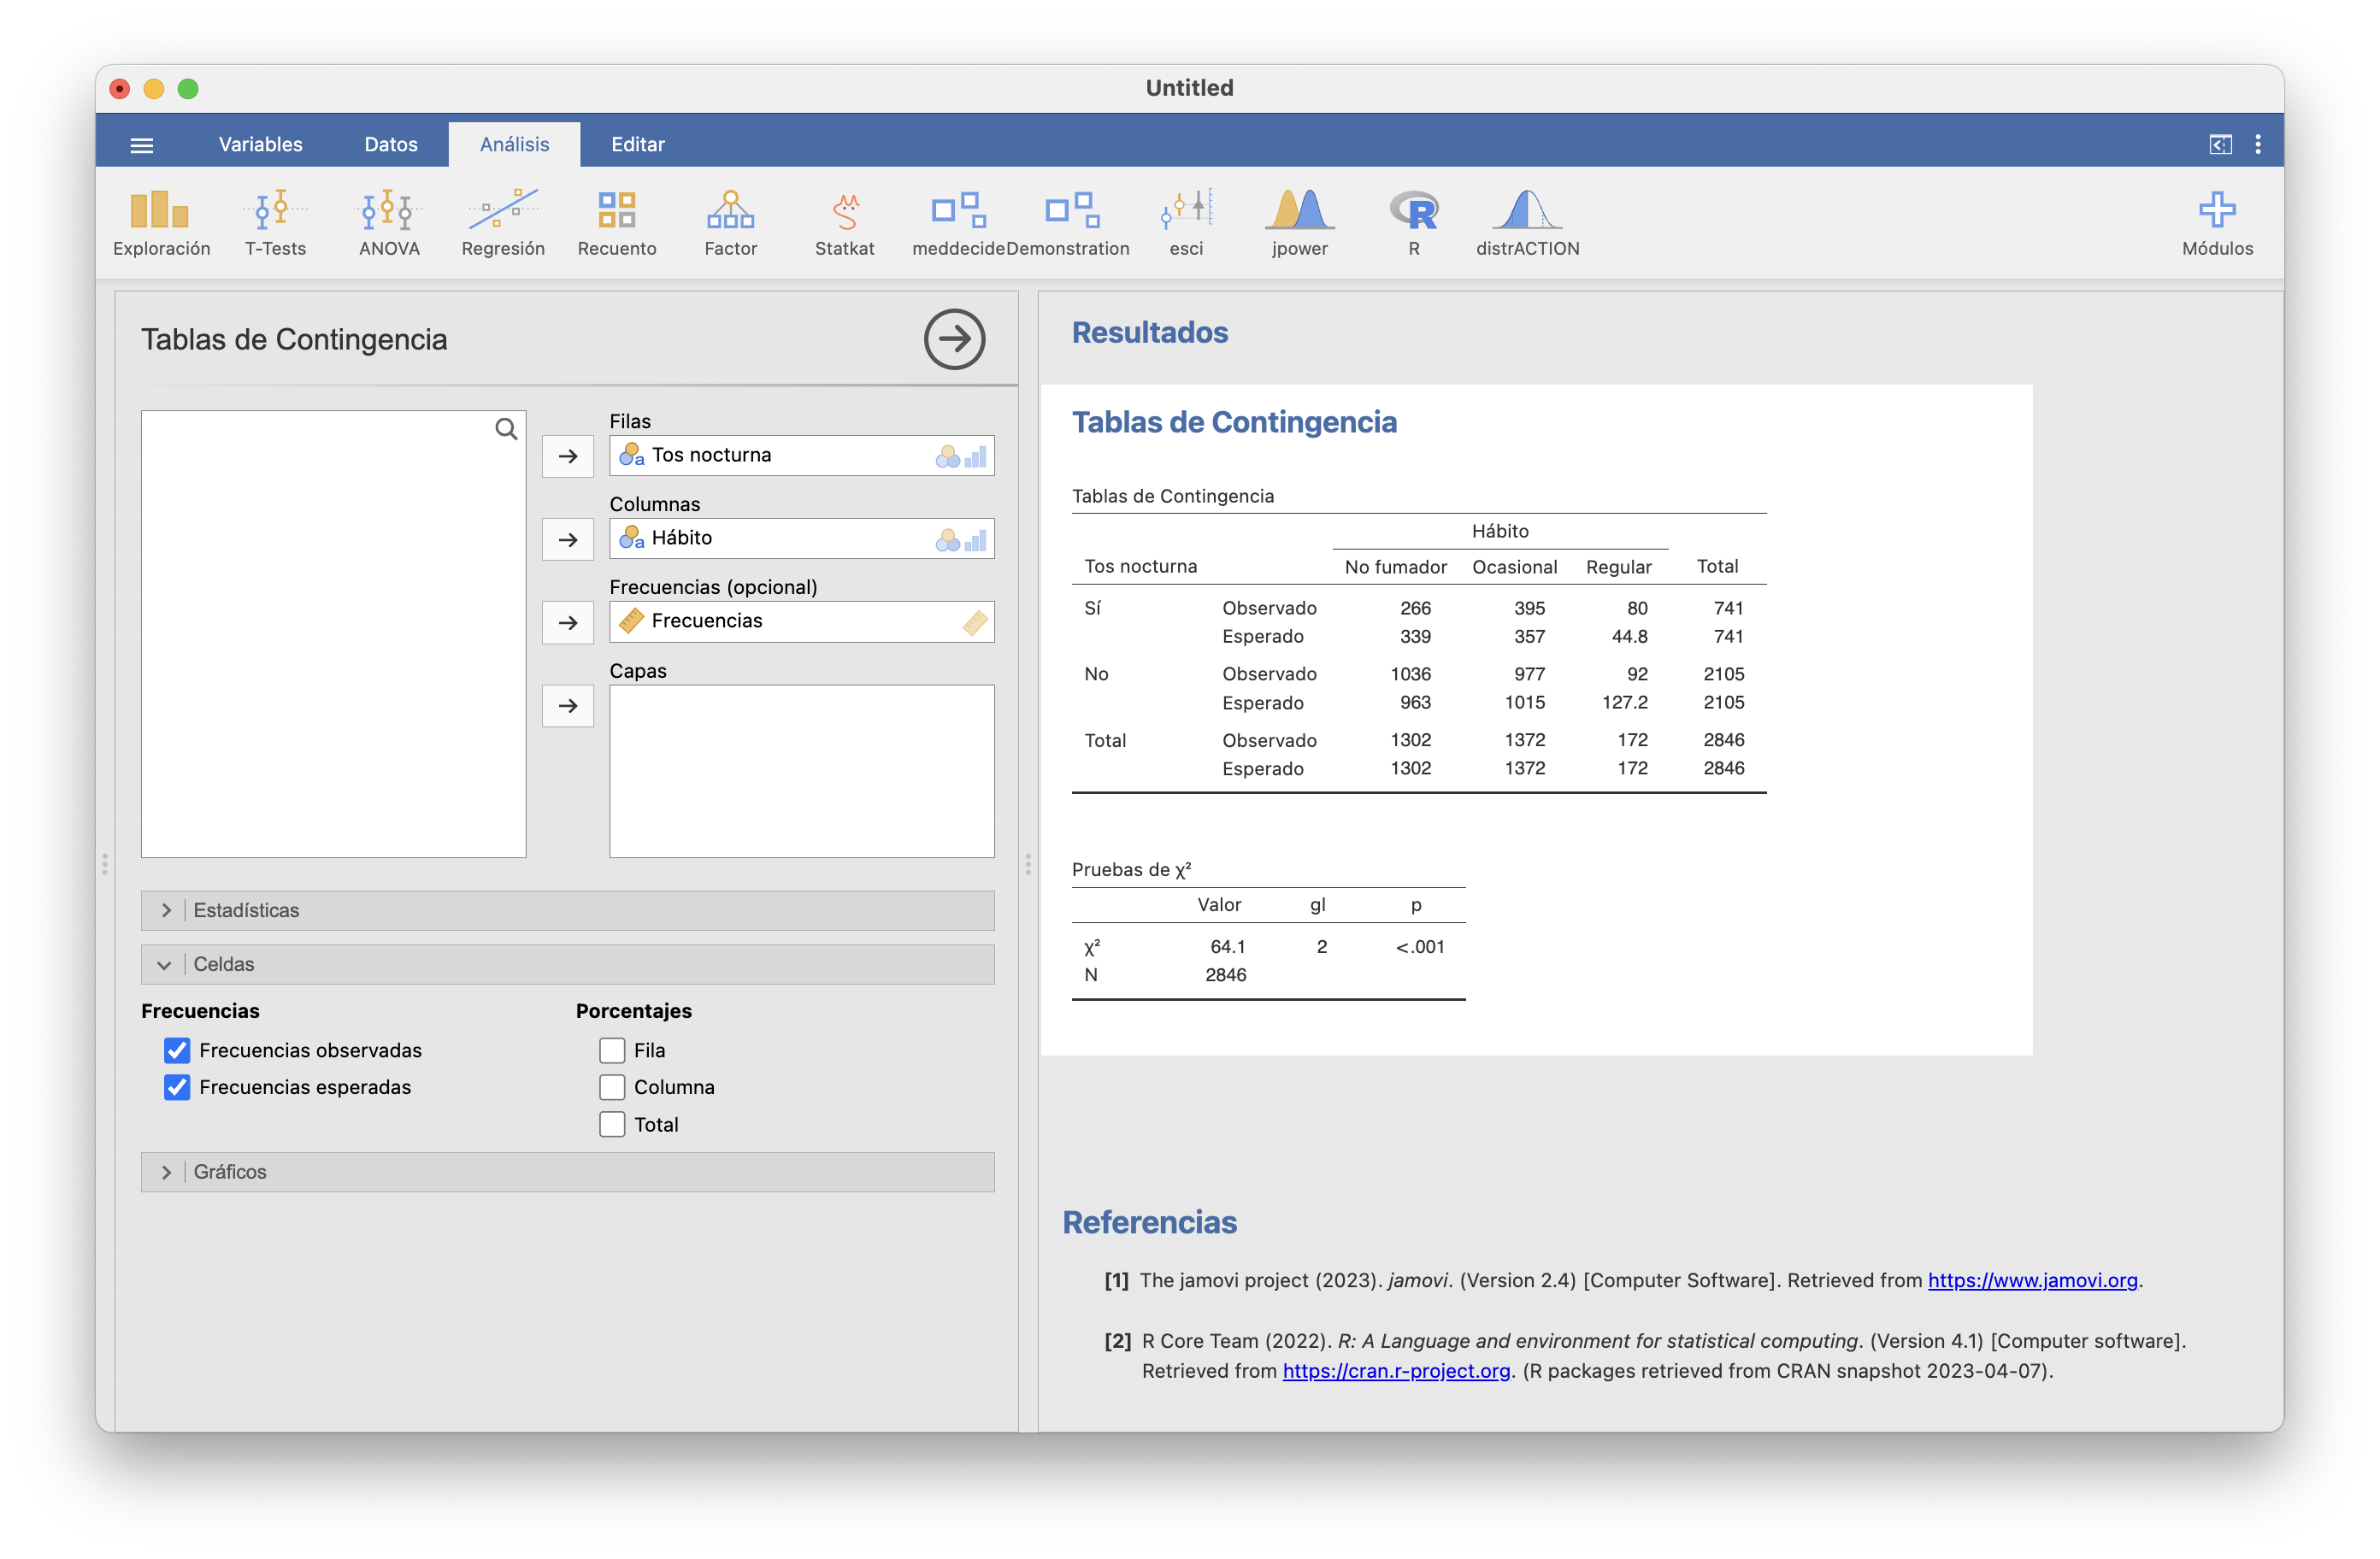 Untitled
Variables Datos Análisis Editar
Exploración T-Tests ANOVA Regresión Recuento Factor Statkat meddecide Demonstration esci jpower R distrACTION Módulos
Tablas de Contingencia
Filas
Tos nocturna
Columnas
Hábito
Frecuencias (opcional)
Frecuencias
Capas
Estadísticas
Celdas
Frecuencias Porcentajes
Frecuencias observadas Fila
Frecuencias esperadas Columna
Total
Gráficos
Resultados
Tablas de Contingencia
Tablas de Contingencia
Hábito
Tos nocturna No fumador Ocasional Regular Total
Sí Observado 266 395 80 741
Esperado 339 357 44.8 741
No Observado 1036 977 92 2105
Esperado 963 1015 127.2 2105
Total Observado 1302 1372 172 2846
Esperado 1302 1372 172 2846
Pruebas de χ²
Valor gl p
χ² 64.1 2 <.001
N 2846
Referencias
[1] The jamovi project (2023). jamovi. (Version 2.4) [Computer Software]. Retrieved from https://www.jamovi.org.
[2] R Core Team (2022). R: A Language and environment for statistical computing. (Version 4.1) [Computer software].
Retrieved from https://cran.r-project.org. (R packages retrieved from CRAN snapshot 2023-04-07).